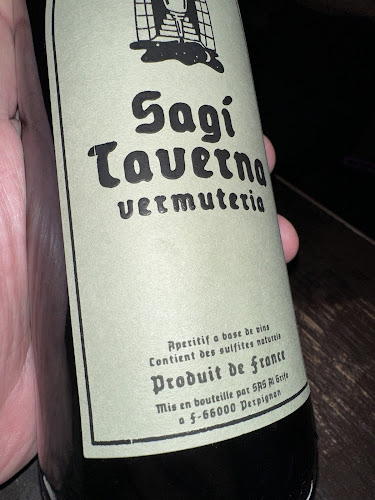 Sagi
Taverna
vermuteria
Aperitif a base de vins
Contient des sulfites naturels
Produit de France
Mis en bouteille par SAS Al Grifo
a F-66000 Perpignan